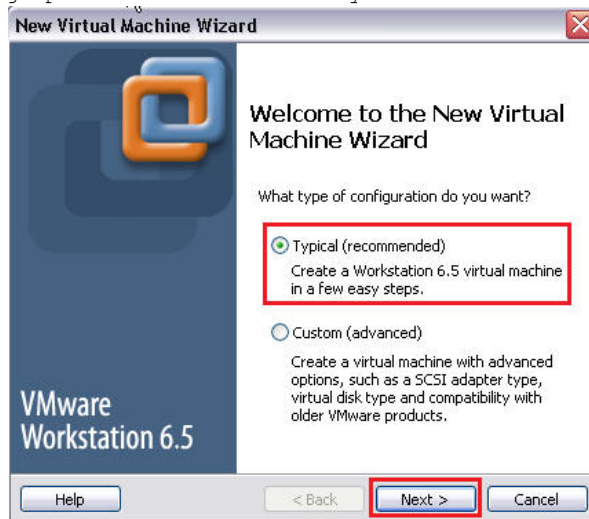 New Virtual Machine Wizard
Welcome to the New Virtual
Machine Wizard
What type of configuration do you want?
Typical (recommended)
Create a Workstation 6.5 virtual machine
in a few easy steps.
Custom (advanced)
Create a virtual machine with advanced
options, such as a SCSI adapter type,
virtual disk type and compatibility with
older VMware products.
VMware
Workstation 6.5
Help
< Back
Next >
Cancel